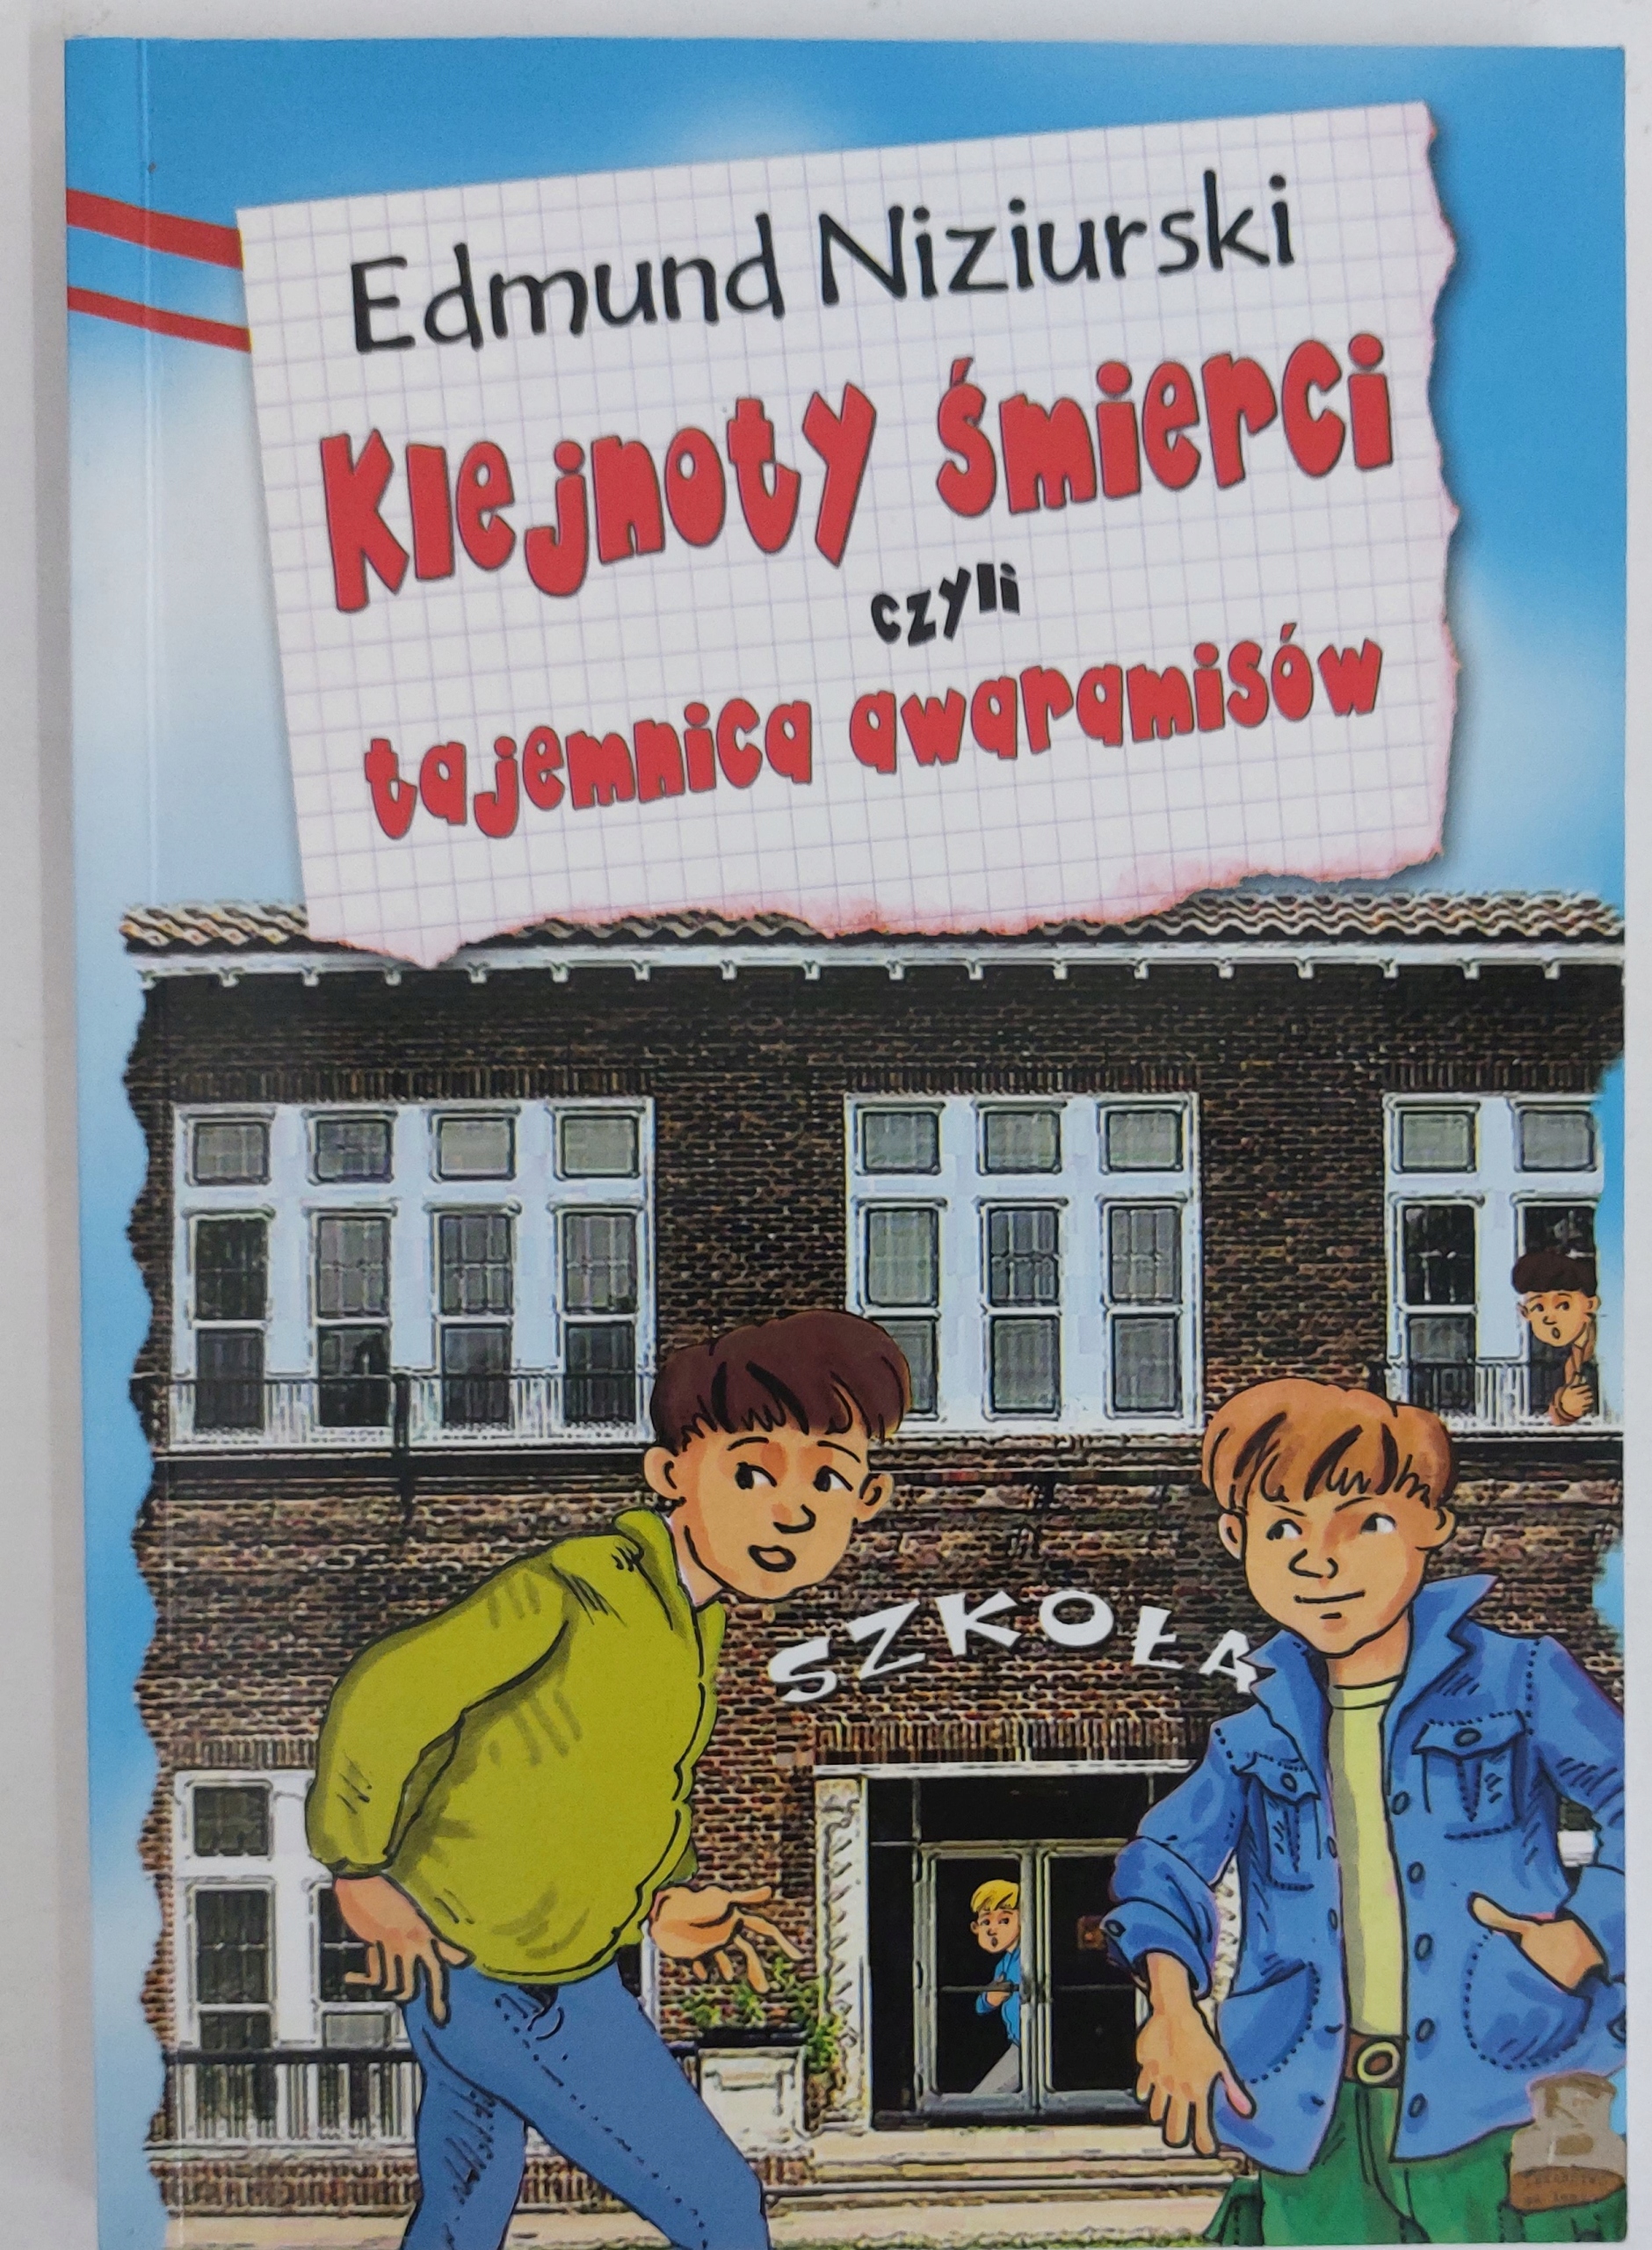 Edmund Niziurski
Klejnoty śmierci
czyli
tajemnica awaramisów
SZKOŁA